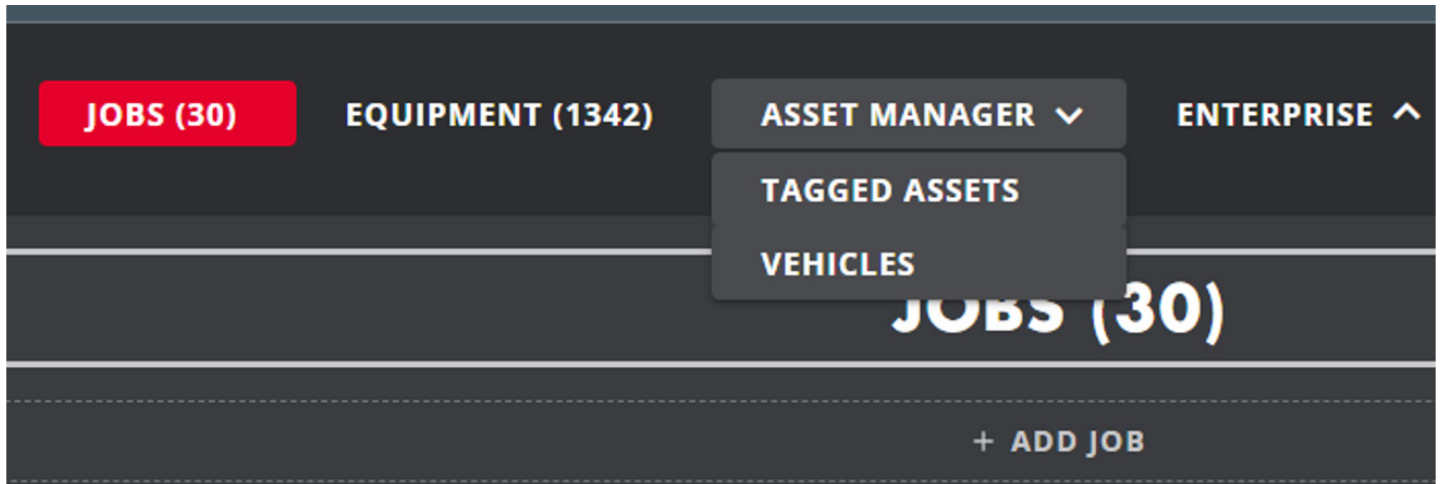 JOBS (30) EQUIPMENT (1342) ASSET MANAGER ENTERPRISE
TAGGED ASSETS
VEHICLES
JOBS (30)
+ ADD JOB